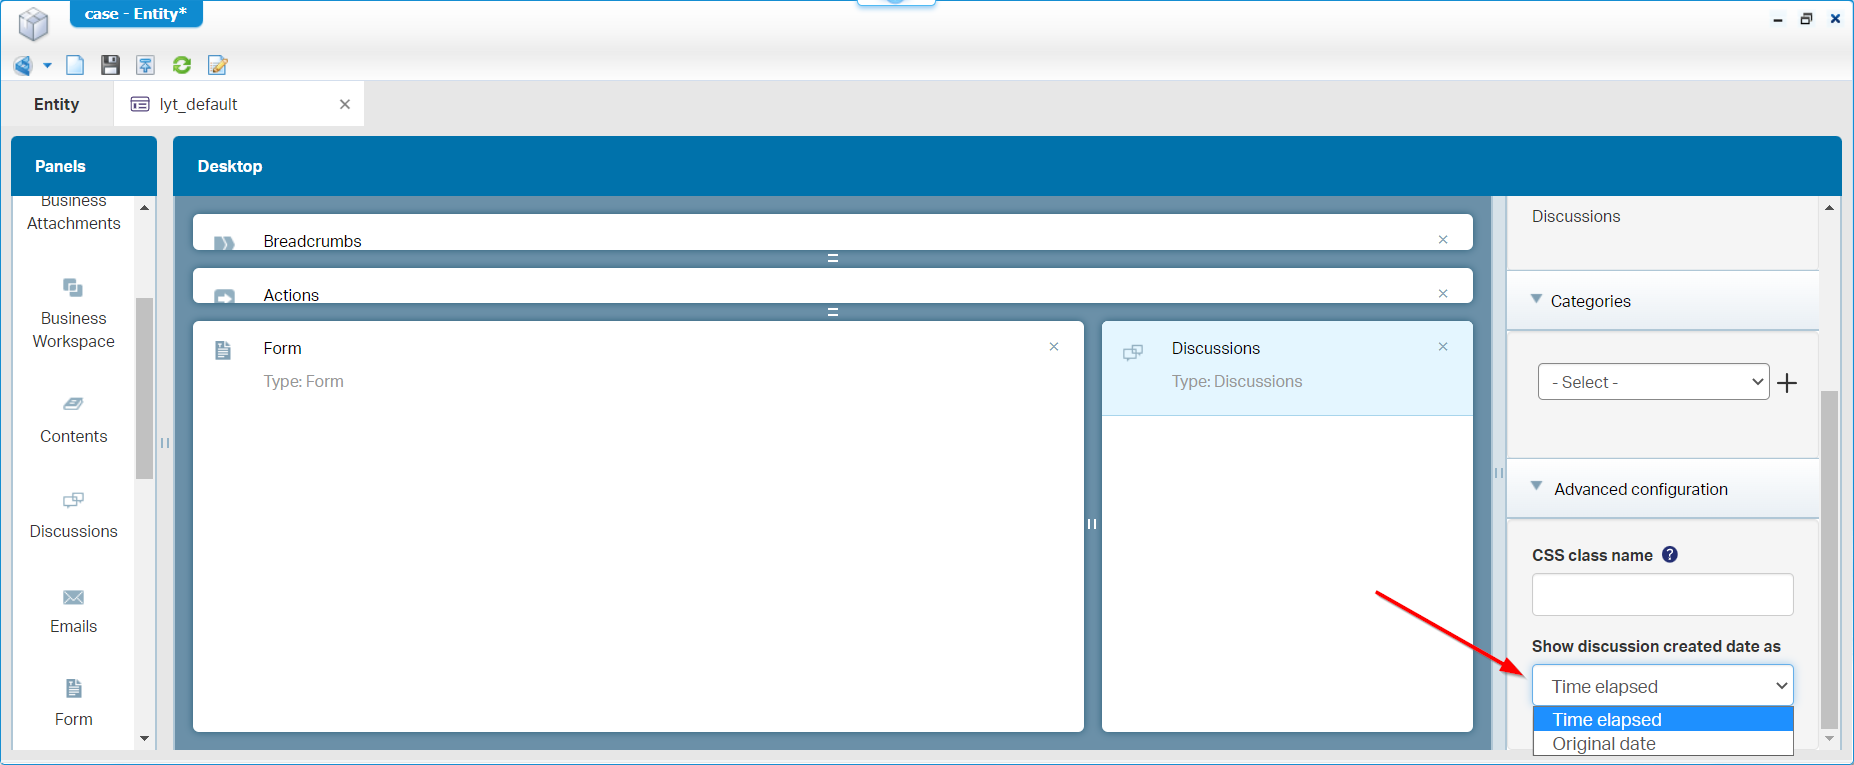 case - Entity*
Entity
lyt_default
Panels
Desktop
Business
Attachments
Business
Workspace
Contents
Discussions
Emails
Form
Breadcrumbs
Actions
Form
Type: Form
Discussions
Type: Discussions
Discussions
Categories
- Select -
Advanced configuration
CSS class name ?
Show discussion created date as
Time elapsed
Time elapsed
Original date